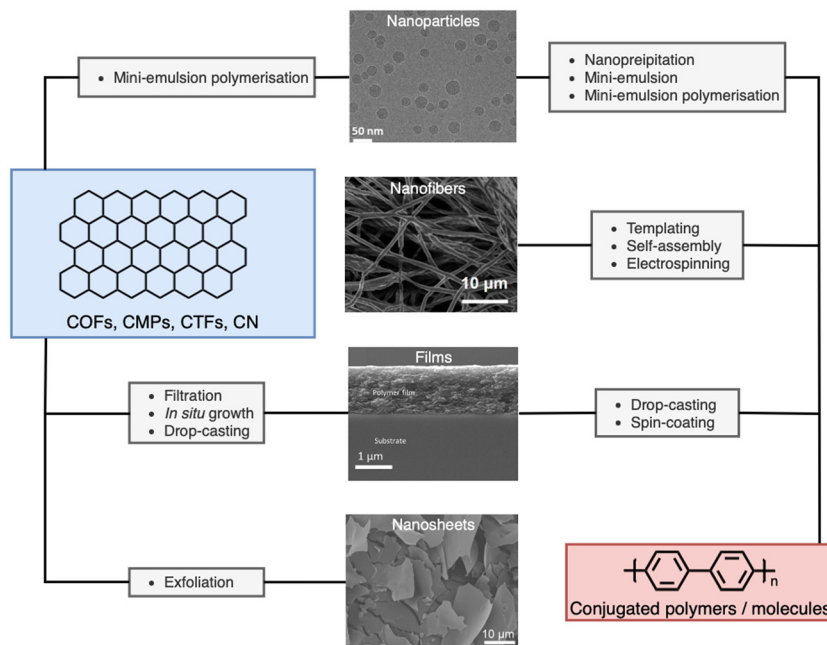 Nanoparticles
Mini-emulsion polymerisation
50 nm
Nanopreipitation
Mini-emulsion
Mini-emulsion polymerisation
COFs, CMPs, CTFs, CN
Nanofibers
10 μm
Templating
Self-assembly
Electrospinning
Filtration
In situ growth
Drop-casting
Films
Polymer film
Substrate
1 μm
Drop-casting
Spin-coating
Exfoliation
Nanosheets
10 μm
n
Conjugated polymers / molecules